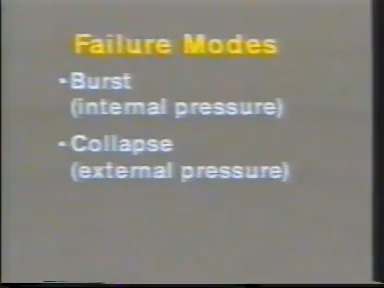 Failure Modes
-Burst
(internal pressure)
-Collapse
(external pressure)